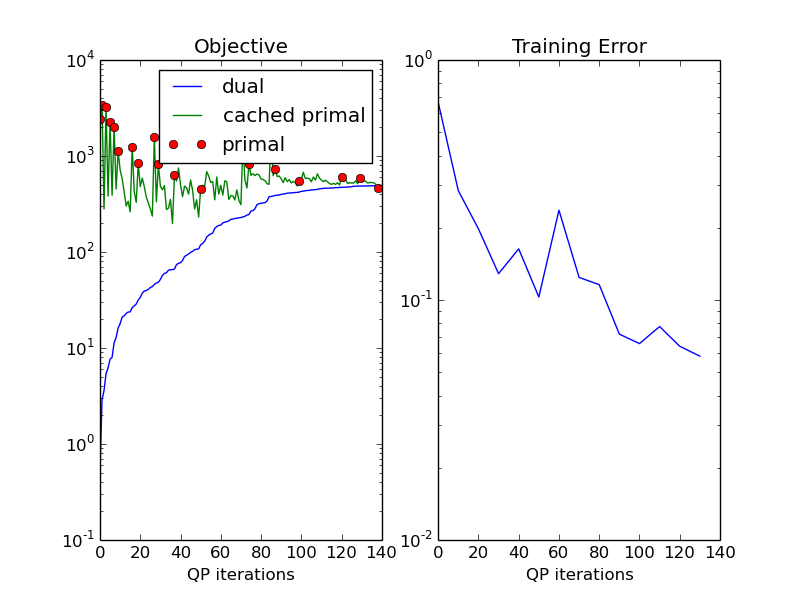 Objective
10^4
10^3
10^2
10^1
10^0
10^-1
dual
cached primal
primal
0 20 40 60 80 100 120 140
QP iterations
Training Error
10^0
10^-1
10^-2
0 20 40 60 80 100 120 140
QP iterations